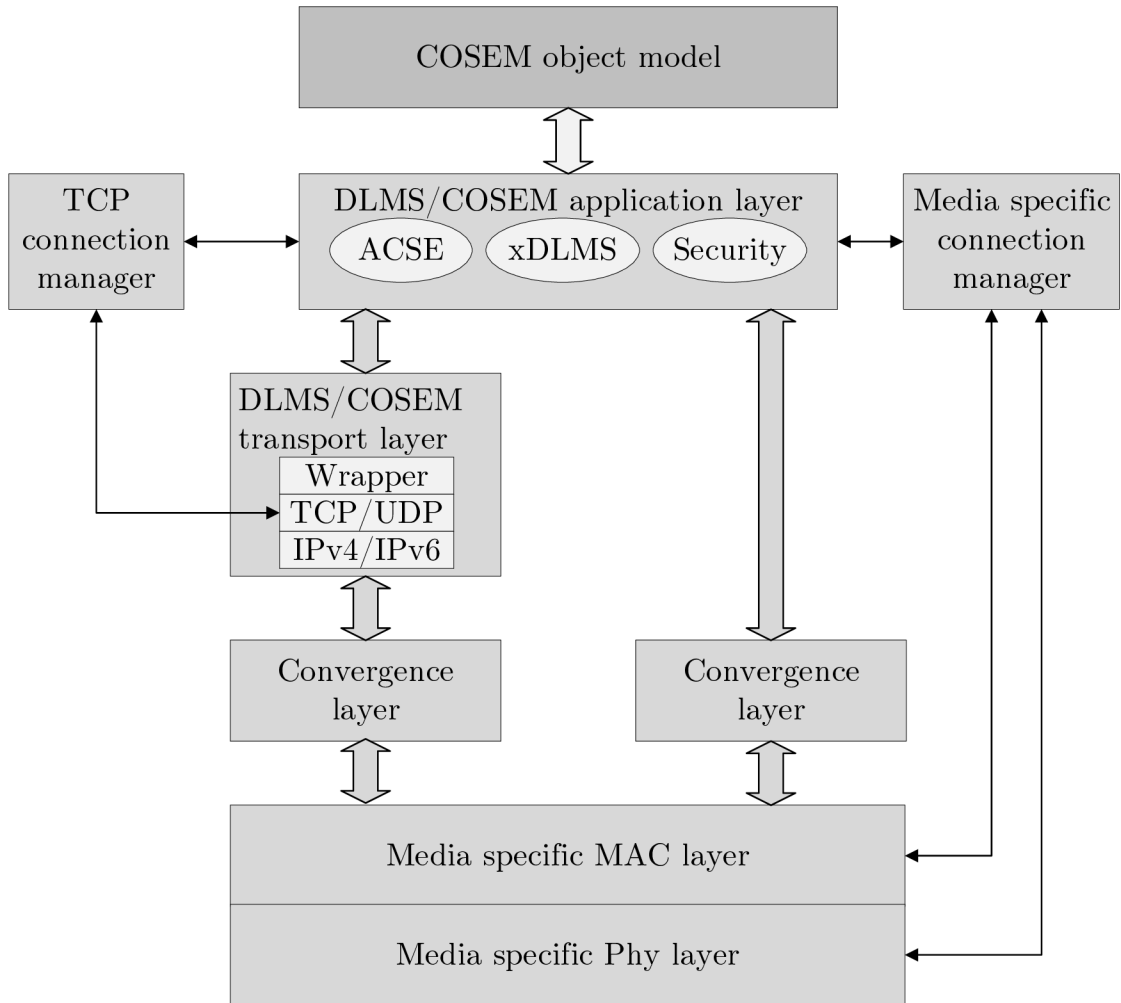 COSEM object model
TCP
connection
manager
DLMS/COSEM application layer
ACSE
xDLMS
Security
Media specific
connection
manager
DLMS/COSEM
transport layer
Wrapper
TCP/UDP
IPv4/IPv6
Convergence
layer
Convergence
layer
Media specific MAC layer
Media specific Phy layer